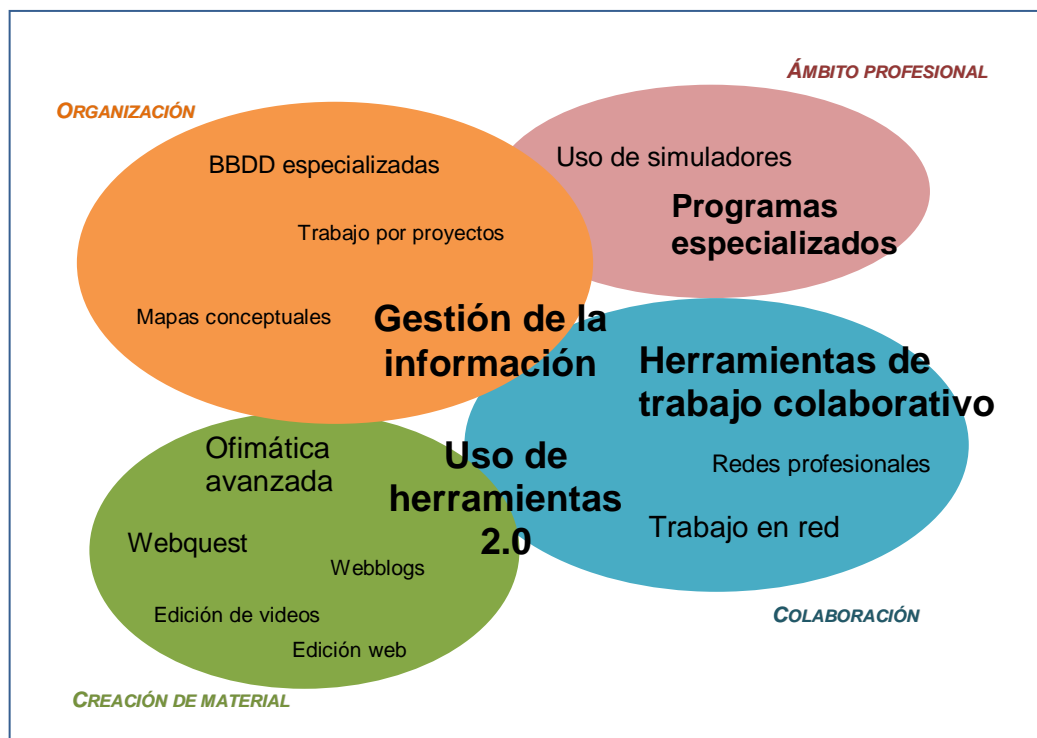 ÁMBITO PROFESIONAL
ORGANIZACIÓN
BBDD especializadas
Uso de simuladores
Programas
especializados
Trabajo por proyectos
Mapas conceptuales
Gestión de la
información
Herramientas de
trabajo colaborativo
Redes profesionales
Trabajo en red
Uso de
herramientas
2.0
Ofimática
avanzada
Webquest
Webblogs
Edición de videos
Edición web
COLABORACIÓN
CREACIÓN DE MATERIAL